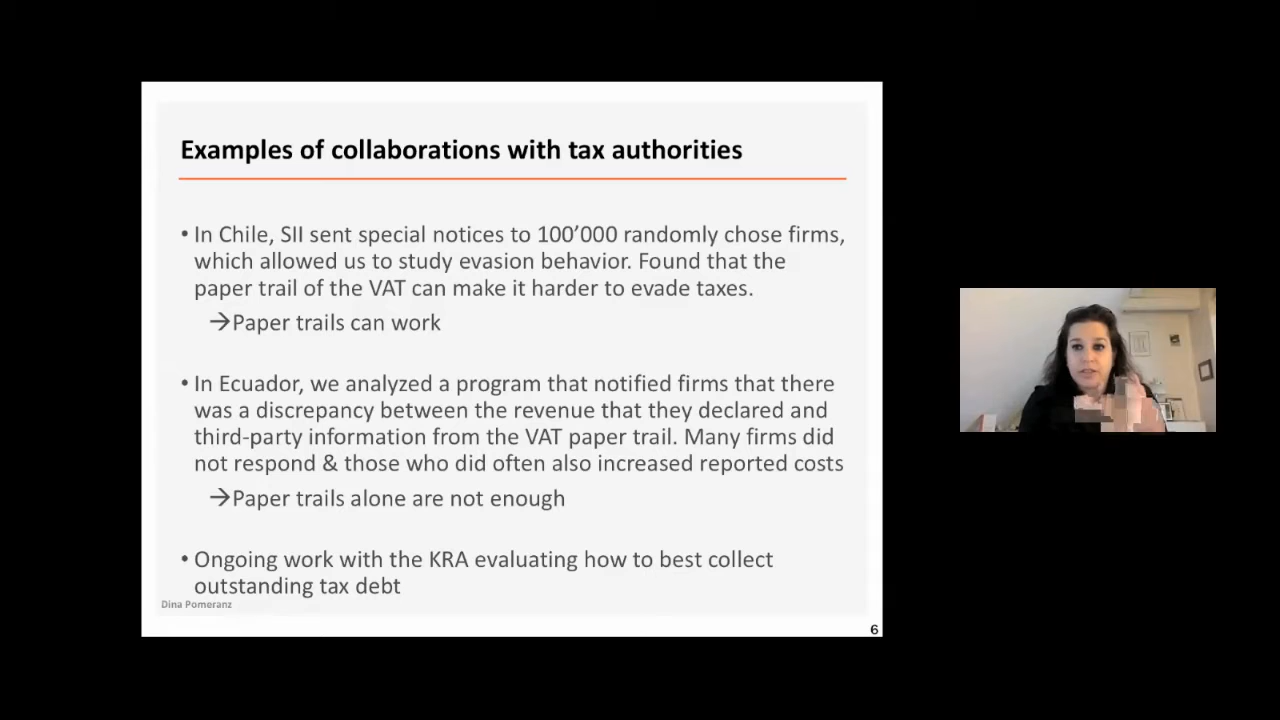 Examples of collaborations with tax authorities
• In Chile, SII sent special notices to 100’000 randomly chose firms,
which allowed us to study evasion behavior. Found that the
paper trail of the VAT can make it harder to evade taxes.
→Paper trails can work
• In Ecuador, we analyzed a program that notified firms that there
was a discrepancy between the revenue that they declared and
third-party information from the VAT paper trail. Many firms did
not respond & those who did often also increased reported costs
→Paper trails alone are not enough
• Ongoing work with the KRA evaluating how to best collect
outstanding tax debt
Dina Pomeranz
6